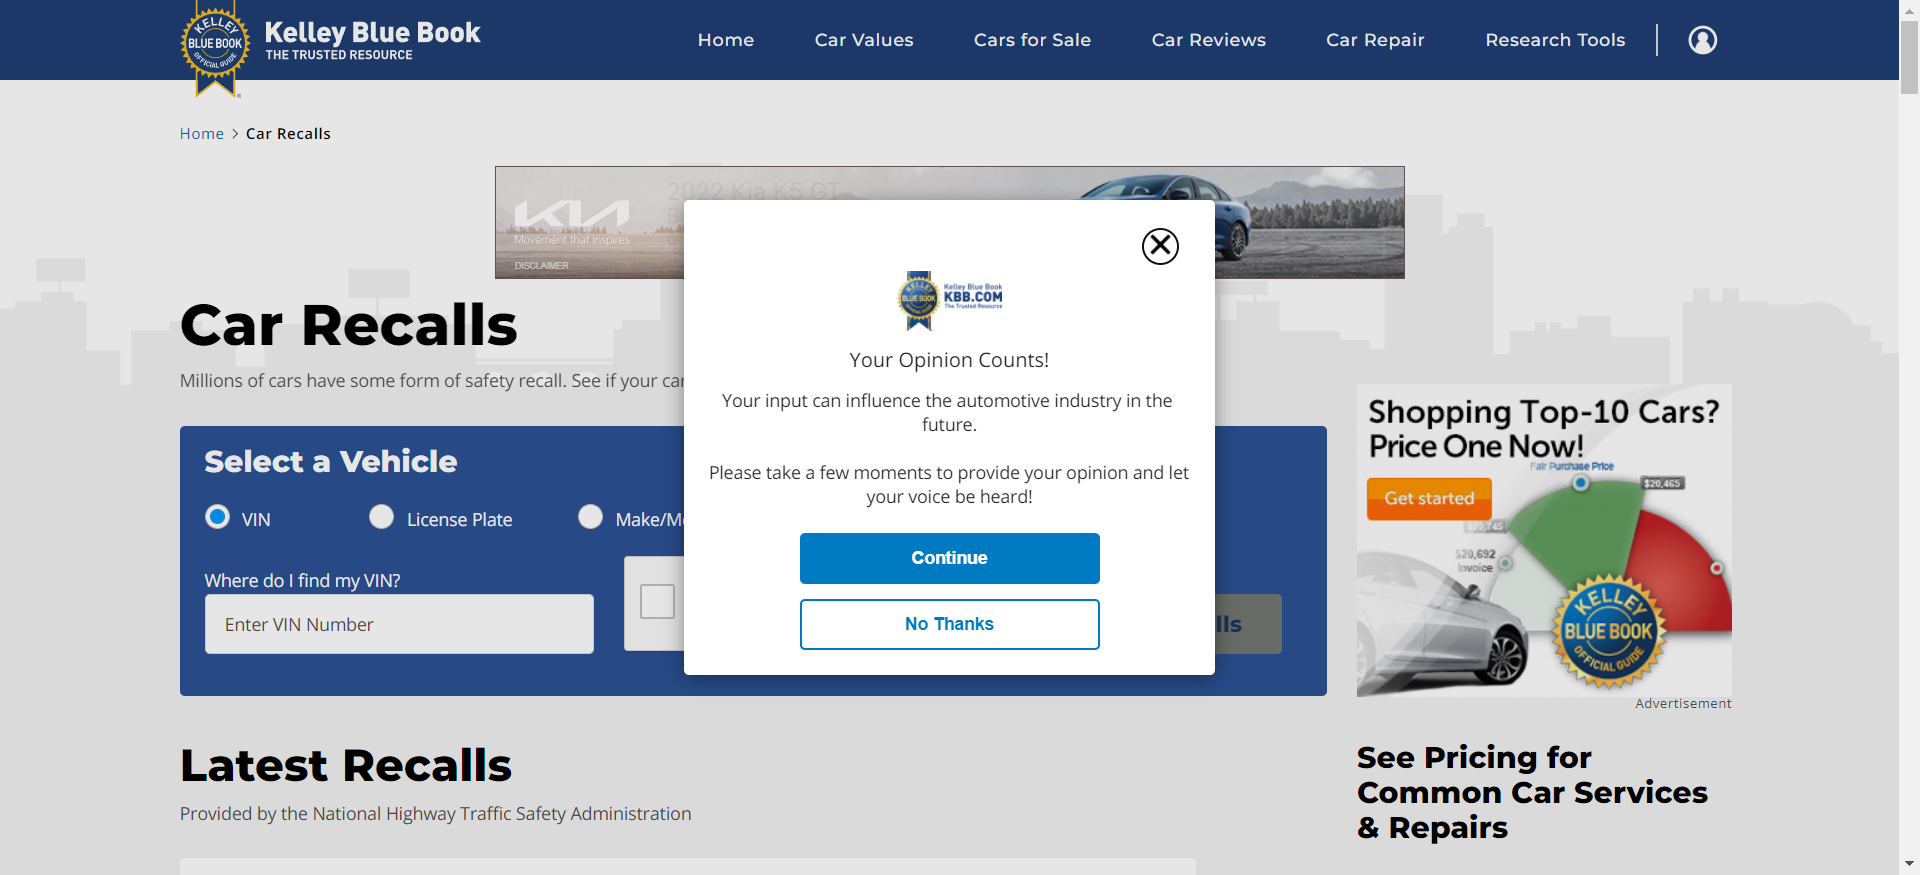 KELLEY
BLUE BOOK
OFFICIAL GUIDE
Kelley Blue Book
THE TRUSTED RESOURCE
Home
Car Values
Cars for Sale
Car Reviews
Car Repair
Research Tools
Home > Car Recalls
2022 Kia K5 GT
KIA
Movement that inspires
DISCLAIMER
Car Recalls
Millions of cars have some form of safety recall. See if your car
Select a Vehicle
VIN
License Plate
Make/M
Where do I find my VIN?
Enter VIN Number
lls
KELLEY
BLUE BOOK
OFFICIAL GUIDE
Kelley Blue Book
KBB.COM
The Trusted Resource
Your Opinion Counts!
Your input can influence the automotive industry in the
future.
Please take a few moments to provide your opinion and let
your voice be heard!
Continue
No Thanks
Shopping Top-10 Cars?
Price One Now!
Fair Purchase Price
Get started
$20,465
$20,745
$20,692
Invoice
KELLEY
BLUE BOOK
OFFICIAL GUIDE
Advertisement
Latest Recalls
Provided by the National Highway Traffic Safety Administration
See Pricing for
Common Car Services
& Repairs